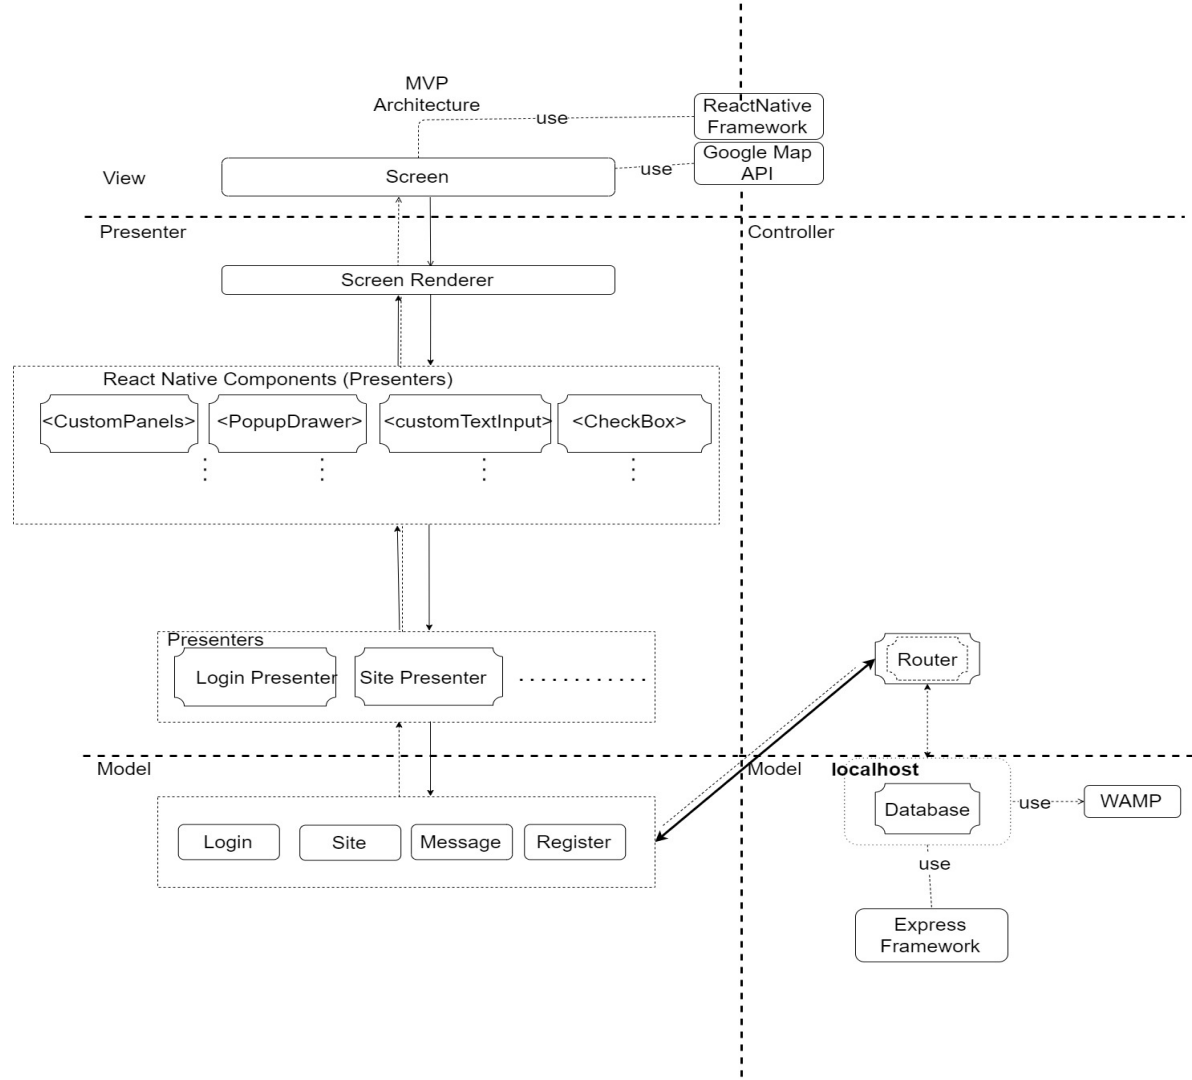 MVP
Architecture
use
ReactNative
Framework
Google Map
API
use
View
Screen
Presenter
Controller
Screen Renderer
React Native Components (Presenters)
<CustomPanels>
<PopupDrawer>
<customTextInput>
<CheckBox>
Presenters
Login Presenter
Site Presenter
Router
Model
Model
localhost
Database
use
WAMP
Login
Site
Message
Register
use
Express
Framework